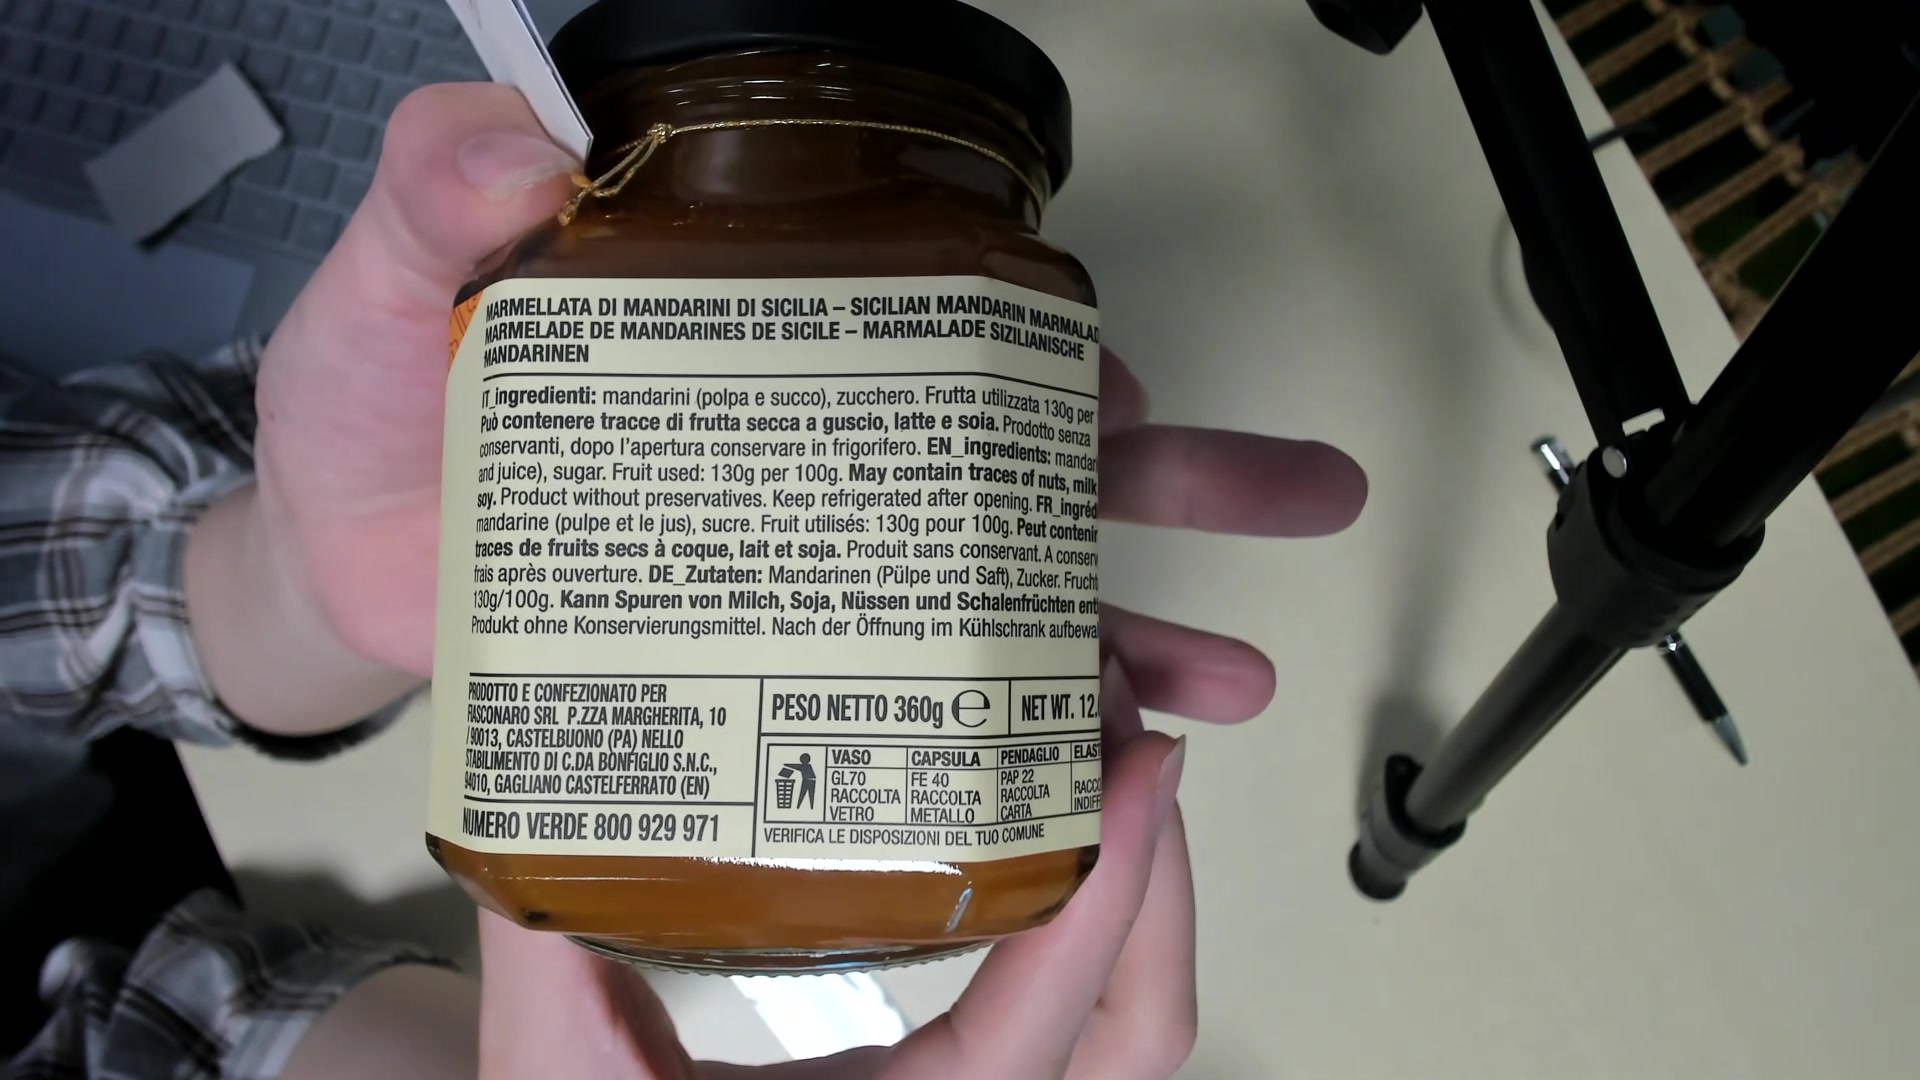 MARMELLATA DI MANDARINI DI SICILIA – SICILIAN MANDARIN
MARMELADE DE MANDARINES DE SICILE – MARMALADE SIZILIANISCHE
MANDARINEN
IT_ingredienti: mandarini (polpa e succo), zucchero. Frutta utilizzata 130g per
Può contenere tracce di frutta secca a guscio, latte e soia. Prodotto senza
conservanti, dopo l'apertura conservare in frigorifero. EN_ingredients:
and juice), sugar. Fruit used: 130g per 100g. May contain traces of nuts, milk
soy. Product without preservatives. Keep refrigerated after opening.
mandarine (pulpe et le jus), sucre. Fruit utilisés: 130g pour 100g. Peut contenir
traces de fruits secs à coque, lait et soja. Produit sans conservant. A
frais après ouverture. DE_Zutaten: Mandarinen (Pülpe und Saft), Zucker.
130g/100g. Kann Spuren von Milch, Soja, Nüssen und Schalenfrüchten
Produkt ohne Konservierungsmittel. Nach der Öffnung im Kühlschrank
PRODOTTO E CONFEZIONATO PER
FIASCONARO SRL P.ZZA MARGHERITA, 10
/ 90013, CASTELBUONO (PA) NELLO
STABILIMENTO DI C.DA BONFIGLIO S.N.C.,
94010, GAGLIANO CASTELFERRATO (EN)
NUMERO VERDE 800 929 971
PESO NETTO 360g ℮
NET WT.
VASO
GL70
RACCOLTA
VETRO
CAPSULA
FE 40
RACCOLTA
METALLO
PENDAGLIO
PAP 22
RACCOLTA
CARTA
VERIFICA LE DISPOSIZIONI DEL TUO COMUNE